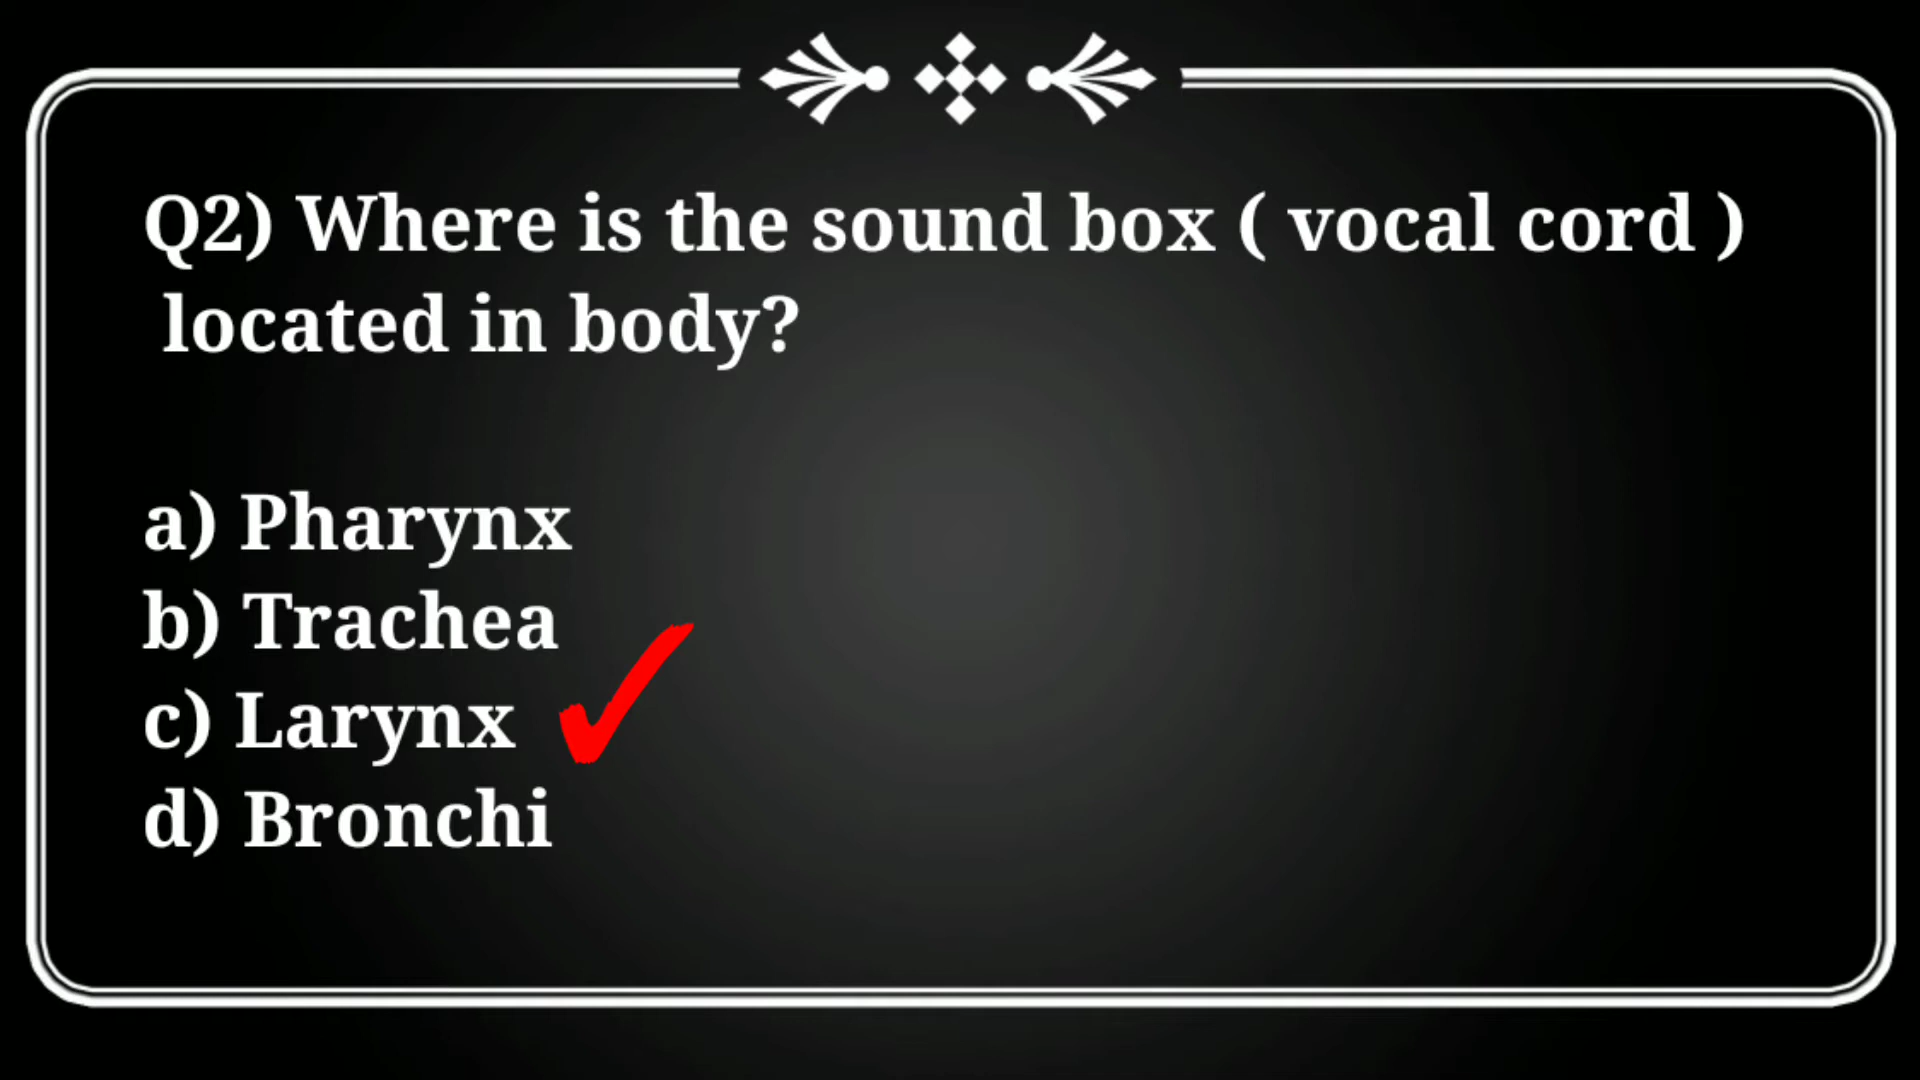 Q2) Where is the sound box ( vocal cord )
located in body?
a) Pharynx
b) Trachea
c) Larynx
d) Bronchi